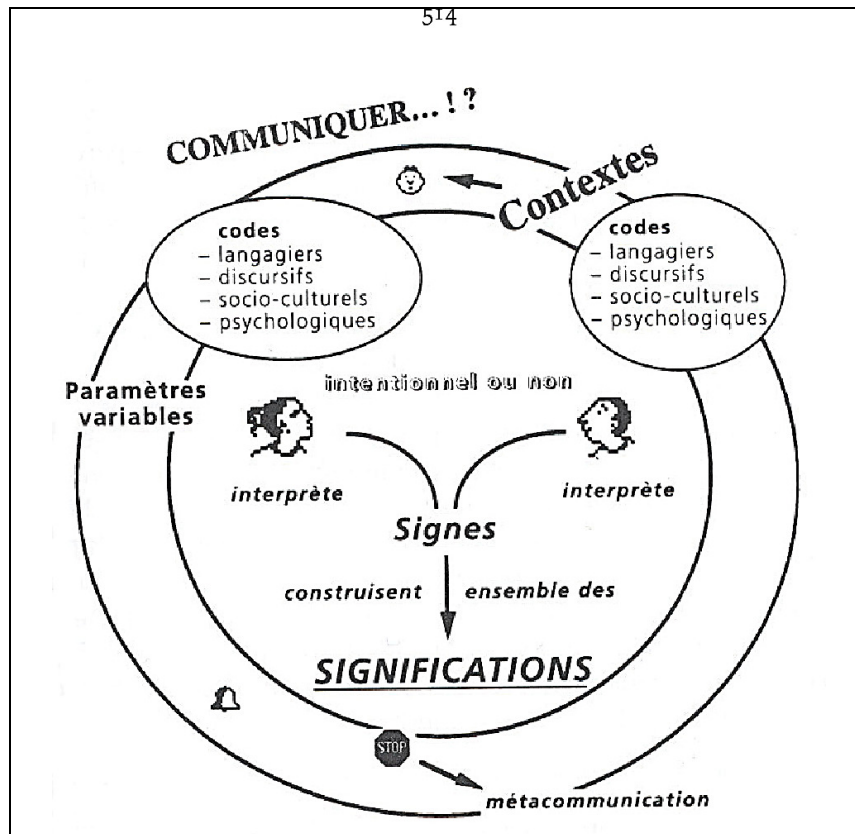 514
COMMUNIQUER...!?
Contextes
codes
– langagiers
– discursifs
– socio-culturels
– psychologiques
codes
– langagiers
– discursifs
– socio-culturels
– psychologiques
Paramètres
variables
intentionnel ou non
interprète
interprète
Signes
construisent
ensemble des
SIGNIFICATIONS
STOP
métacommunication